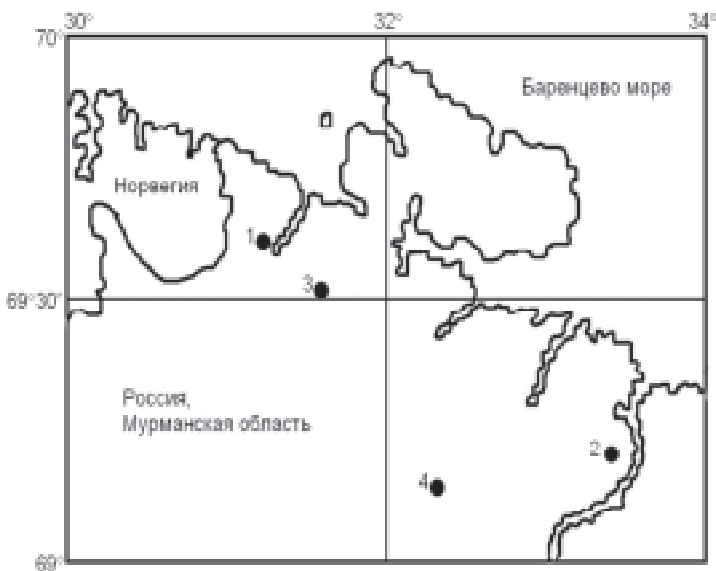 30° 32° 34°
70°
Баренцево море
Норвегия
1
3
69°30'
Россия,
Мурманская область
2
4
69°